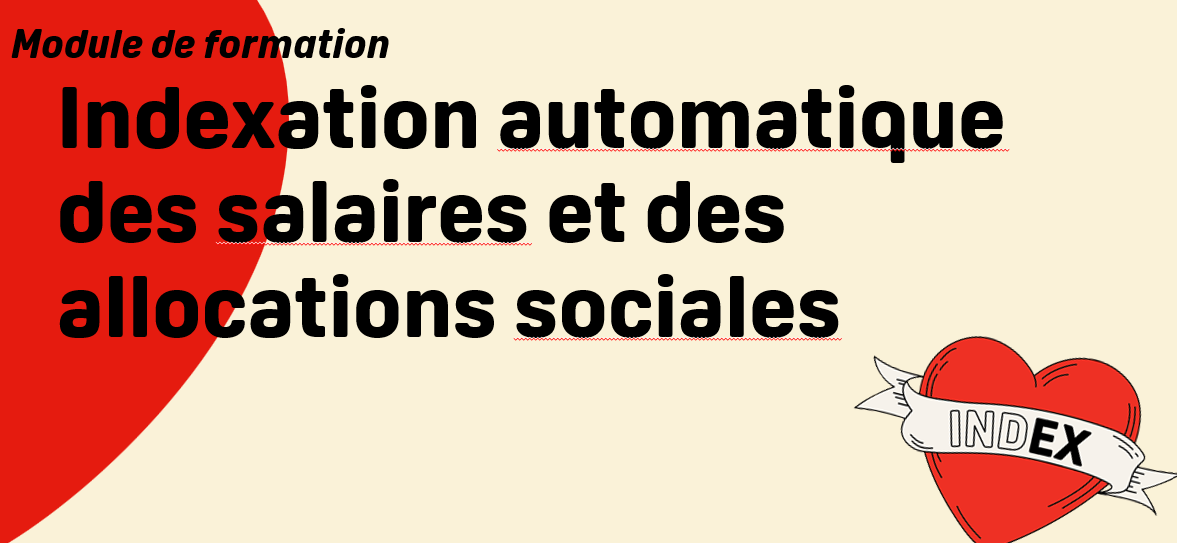 Module de formation
Indexation automatique
des salaires et des
allocations sociales
INDEX